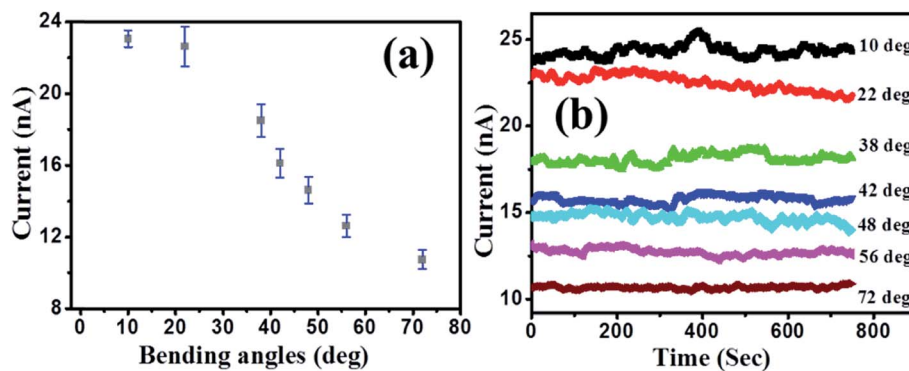 (a)
Current (nA)
24
20
16
12
8
0 10 20 30 40 50 60 70 80
Bending angles (deg)
(b)
Current (nA)
25
20
15
10
10 deg
22 deg
38 deg
42 deg
48 deg
56 deg
72 deg
0 200 400 600 800
Time (Sec)